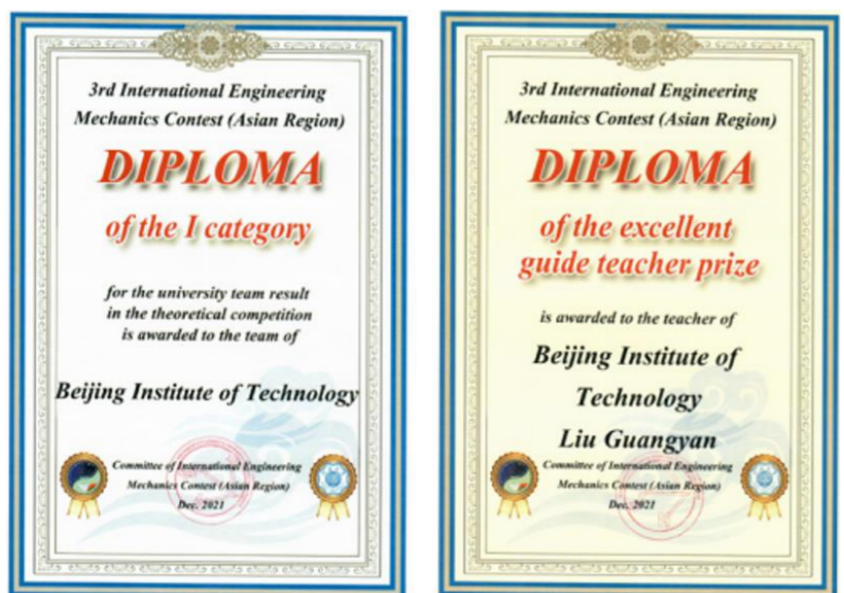 3rd International Engineering
Mechanics Contest (Asian Region)
DIPLOMA
of the I category
for the university team result
in the theoretical competition
is awarded to the team of
Beijing Institute of Technology
Committee of International Engineering
Mechanics Contest (Asian Region)
Dec. 2021
3rd International Engineering
Mechanics Contest (Asian Region)
DIPLOMA
of the excellent
guide teacher prize
is awarded to the teacher of
Beijing Institute of
Technology
Liu Guangyan
Committee of International Engineering
Mechanics Contest (Asian Region)
Dec. 2021